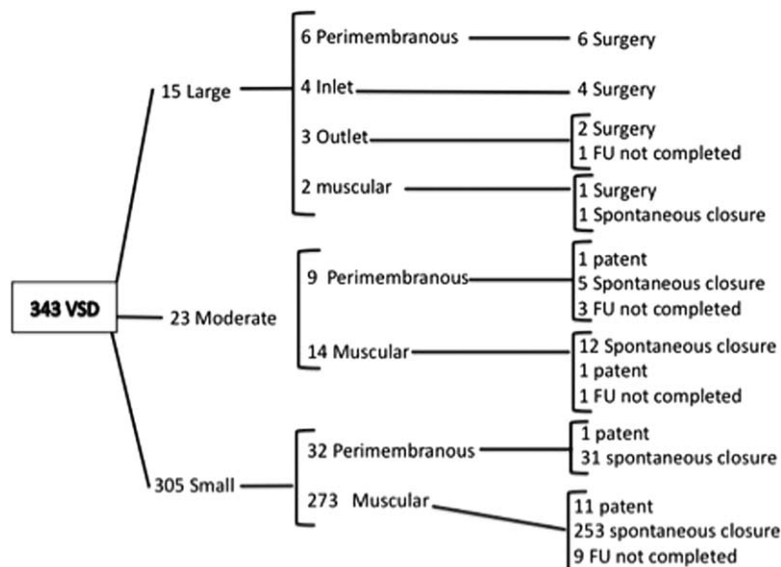 343 VSD
15 Large
6 Perimembranous
6 Surgery
4 Inlet
4 Surgery
3 Outlet
2 Surgery
1 FU not completed
2 muscular
1 Surgery
1 Spontaneous closure
23 Moderate
9 Perimembranous
1 patent
5 Spontaneous closure
3 FU not completed
14 Muscular
12 Spontaneous closure
1 patent
1 FU not completed
305 Small
32 Perimembranous
1 patent
31 spontaneous closure
273 Muscular
11 patent
253 spontaneous closure
9 FU not completed